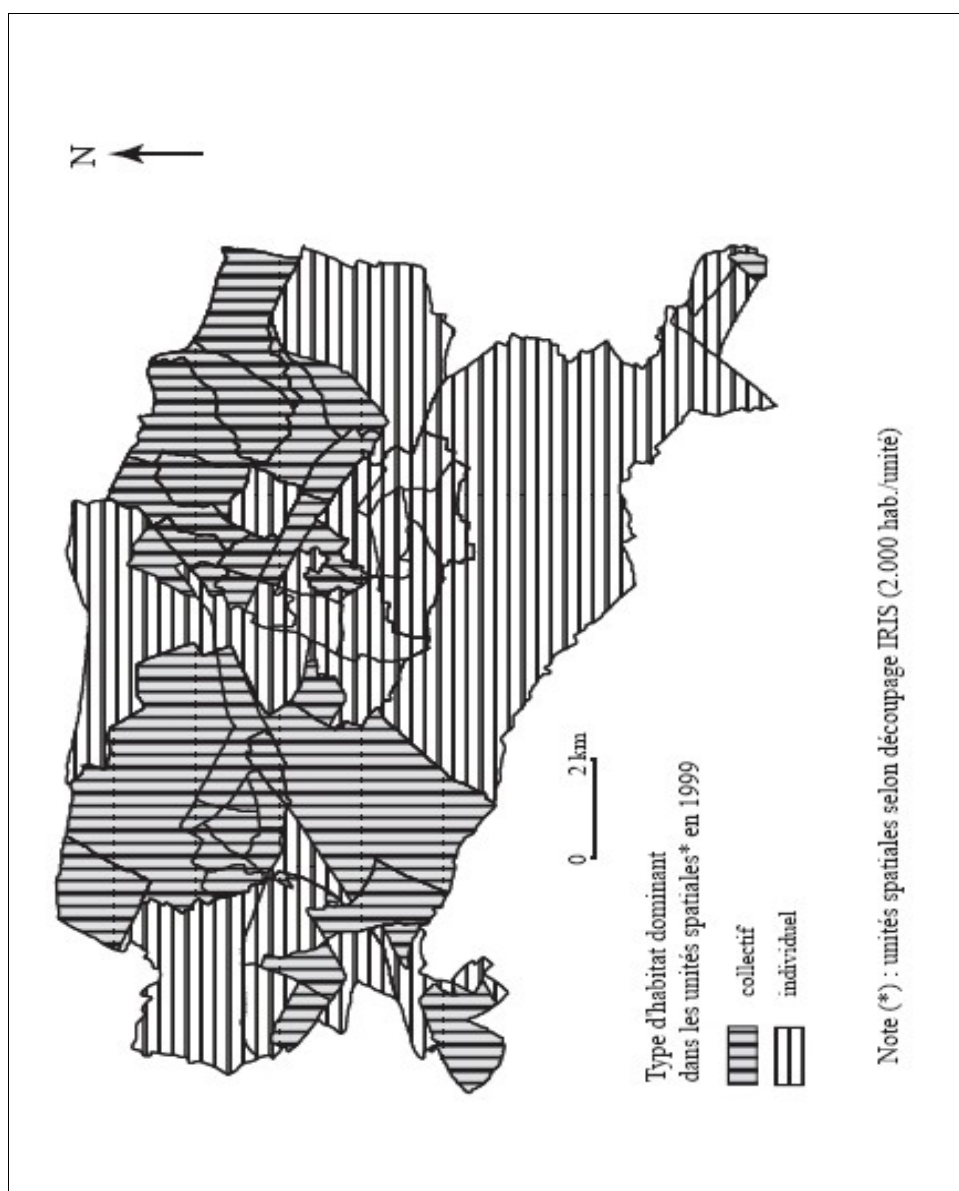 N
0 2 km
Type d'habitat dominant
dans les unités spatiales* en 1999
collectif
individuel
Note (*) : unités spatiales selon découpage IRIS (2.000 hab./unité)